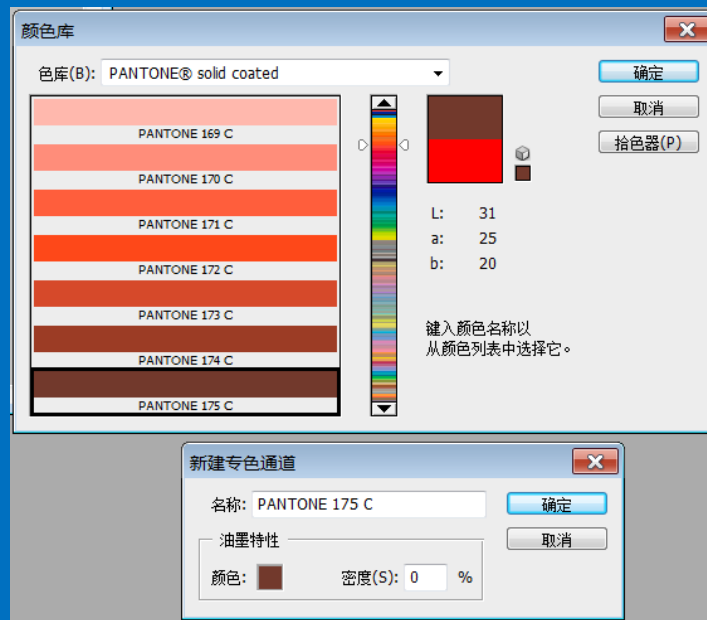 颜色库
色库(B): PANTONE® solid coated
确定
取消
拾色器(P)
PANTONE 169 C
PANTONE 170 C
PANTONE 171 C
PANTONE 172 C
PANTONE 173 C
PANTONE 174 C
PANTONE 175 C
L: 31
a: 25
b: 20
键入颜色名称以
从颜色列表中选择它。
新建专色通道
名称: PANTONE 175 C
确定
取消
油墨特性
颜色:
密度(S): 0 %